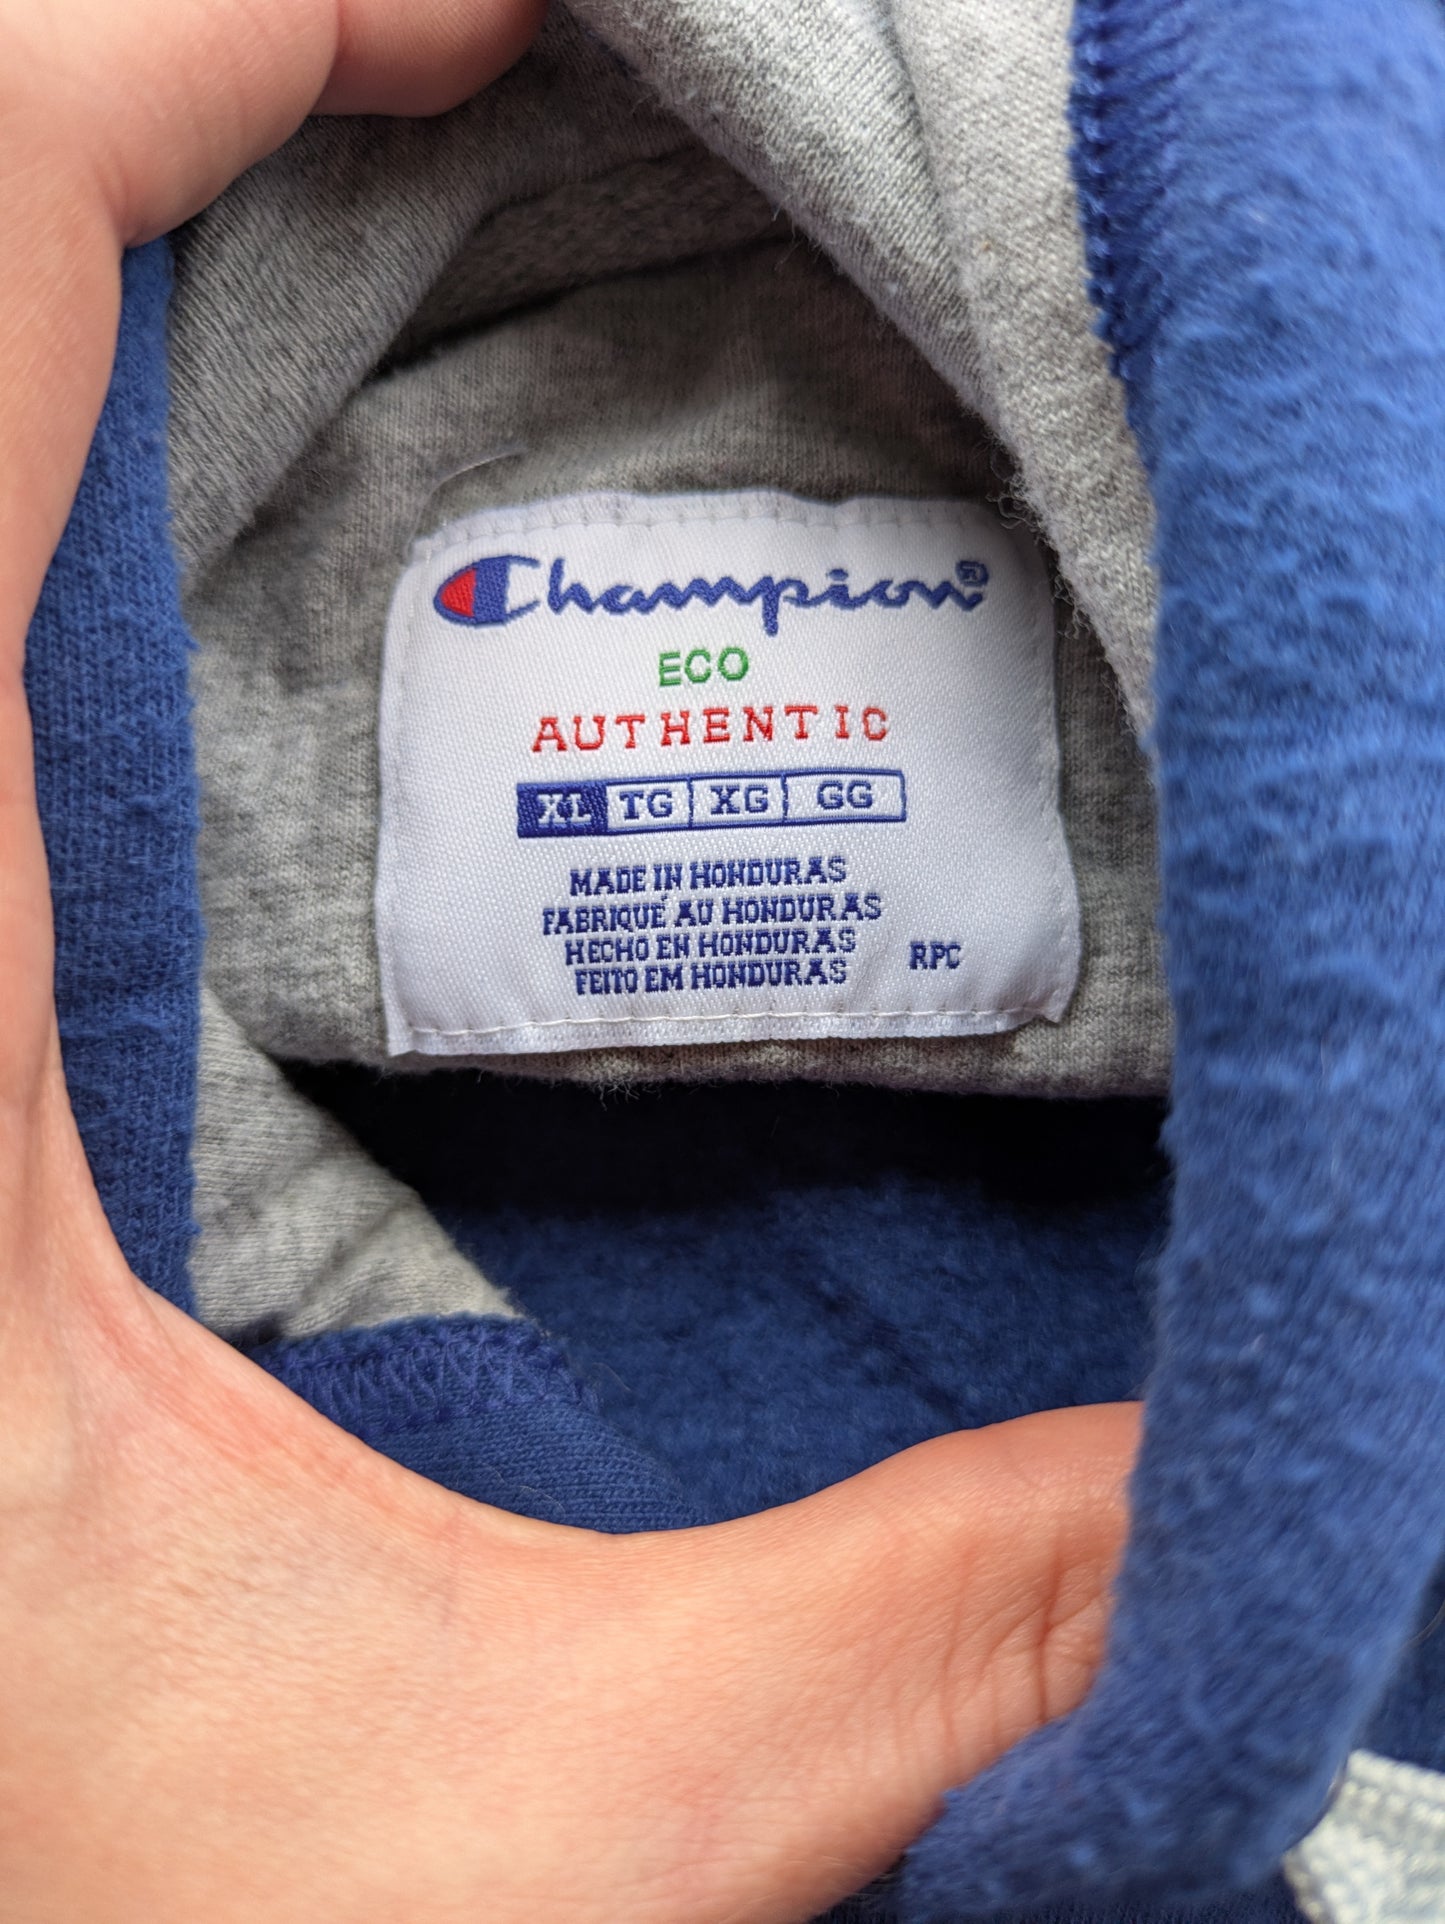 Champion®
ECO
AUTHENTIC
XL TG XG GG
MADE IN HONDURAS
FABRIQUÉ AU HONDURAS
HECHO EN HONDURAS
FEITO EM HONDURAS
RPC